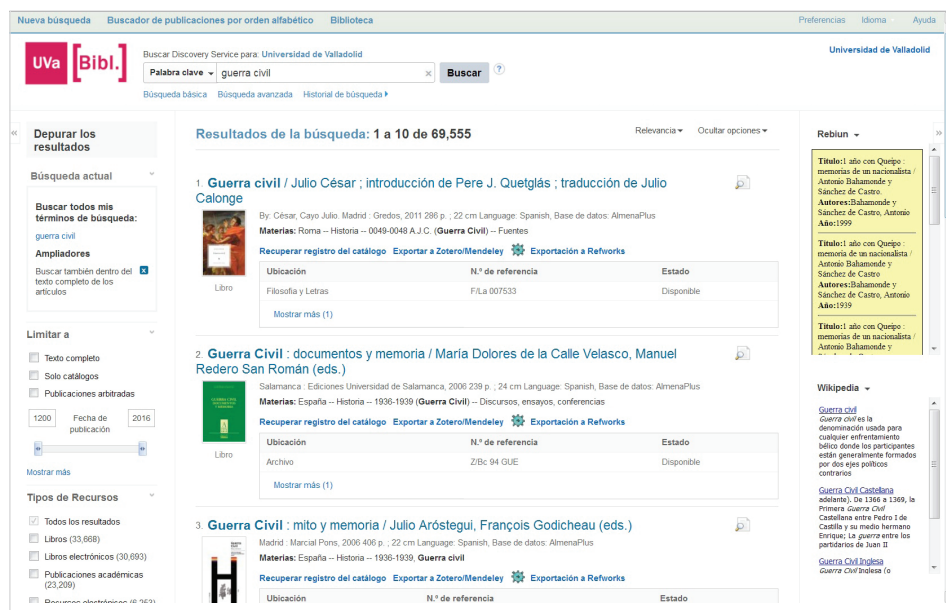 Nueva búsqueda Buscador de publicaciones por orden alfabético Biblioteca Preferencias Idioma Ayuda
UVa [Bibl.]
Buscar Discovery Service para: Universidad de Valladolid
Universidad de Valladolid
Palabra clave guerra civil × Buscar ?
Búsqueda básica Búsqueda avanzada Historial de búsqueda
«
Depurar los
resultados
Búsqueda actual
Buscar todos mis
términos de búsqueda:
guerra civil
Ampliadores
Buscar también dentro del x
texto completo de los
artículos
Limitar a
Texto completo
Solo catálogos
Publicaciones arbitradas
1200 Fecha de 2016
publicación
Mostrar más
Tipos de Recursos
Todos los resultados
Libros (33,668)
Libros electrónicos (30,693)
Publicaciones académicas
(23,209)
Recursos electrónicos (6,253)
Resultados de la búsqueda: 1 a 10 de 69,555
Relevancia Ocultar opciones
1. Guerra civil / Julio César ; introducción de Pere J. Quetglás ; traducción de Julio
Calonge
By: César, Cayo Julio. Madrid : Gredos, 2011 286 p. ; 22 cm Language: Spanish, Base de datos: AlmenaPlus
Materias: Roma -- Historia -- 0049-0048 A.J.C. (Guerra Civil) -- Fuentes
Recuperar registro del catálogo Exportar a Zotero/Mendeley Exportación a Refworks
Libro
Ubicación N.º de referencia Estado
Filosofía y Letras F/La 007533 Disponible
Mostrar más (1)
2. Guerra Civil : documentos y memoria / María Dolores de la Calle Velasco, Manuel
Redero San Román (eds.)
Salamanca : Ediciones Universidad de Salamanca, 2006 239 p. ; 24 cm Language: Spanish, Base de datos: AlmenaPlus
Materias: España -- Historia -- 1936-1939 (Guerra Civil) -- Discursos, ensayos, conferencias
Recuperar registro del catálogo Exportar a Zotero/Mendeley Exportación a Refworks
Libro
Ubicación N.º de referencia Estado
Archivo Z/Bc 94 GUE Disponible
Mostrar más (1)
3. Guerra Civil : mito y memoria / Julio Aróstegui, François Godicheau (eds.)
Madrid : Marcial Pons, 2006 406 p. ; 22 cm Language: Spanish, Base de datos: AlmenaPlus
Materias: España -- Historia -- 1936-1939, Guerra civil
Recuperar registro del catálogo Exportar a Zotero/Mendeley Exportación a Refworks
Ubicación N.º de referencia Estado
Rebiun
»
Titulo:1 año con Queipo :
memorias de un nacionalista /
Antonio Bahamonde y
Sánchez de Castro.
Autores:Bahamonde y
Sánchez de Castro, Antonio
Año:1999
Titulo:1 año con Queipo :
memoria de un nacionalista /
Antonio Bahamonde y
Sánchez de Castro
Autores:Bahamonde y
Sánchez de Castro, Antonio
Año:1939
Titulo:1 año con Queipo :
memorias de un nacionalista /
Antonio Bahamonde y
Wikipedia
Guerra civil
Guerra civil es la
denominación usada para
cualquier enfrentamiento
bélico donde los participantes
están generalmente formados
por dos ejes políticos
contrarios
Guerra Civil Castellana
adelante). De 1366 a 1369, la
Primera Guerra Civil
Castellana entre Pedro I de
Castilla y su medio hermano
Enrique; La guerra entre los
partidarios de Juan II
Guerra Civil Inglesa
Guerra Civil Inglesa (o